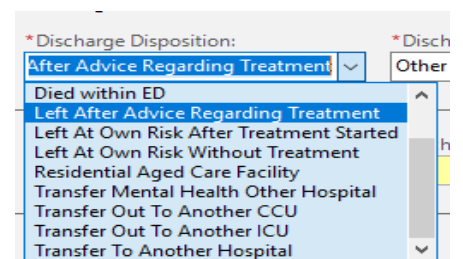 *Discharge Disposition: *Disch
After Advice Regarding Treatment Other
Died within ED
Left After Advice Regarding Treatment
Left At Own Risk After Treatment Started
Left At Own Risk Without Treatment
Residential Aged Care Facility
Transfer Mental Health Other Hospital
Transfer Out To Another CCU
Transfer Out To Another ICU
Transfer To Another Hospital